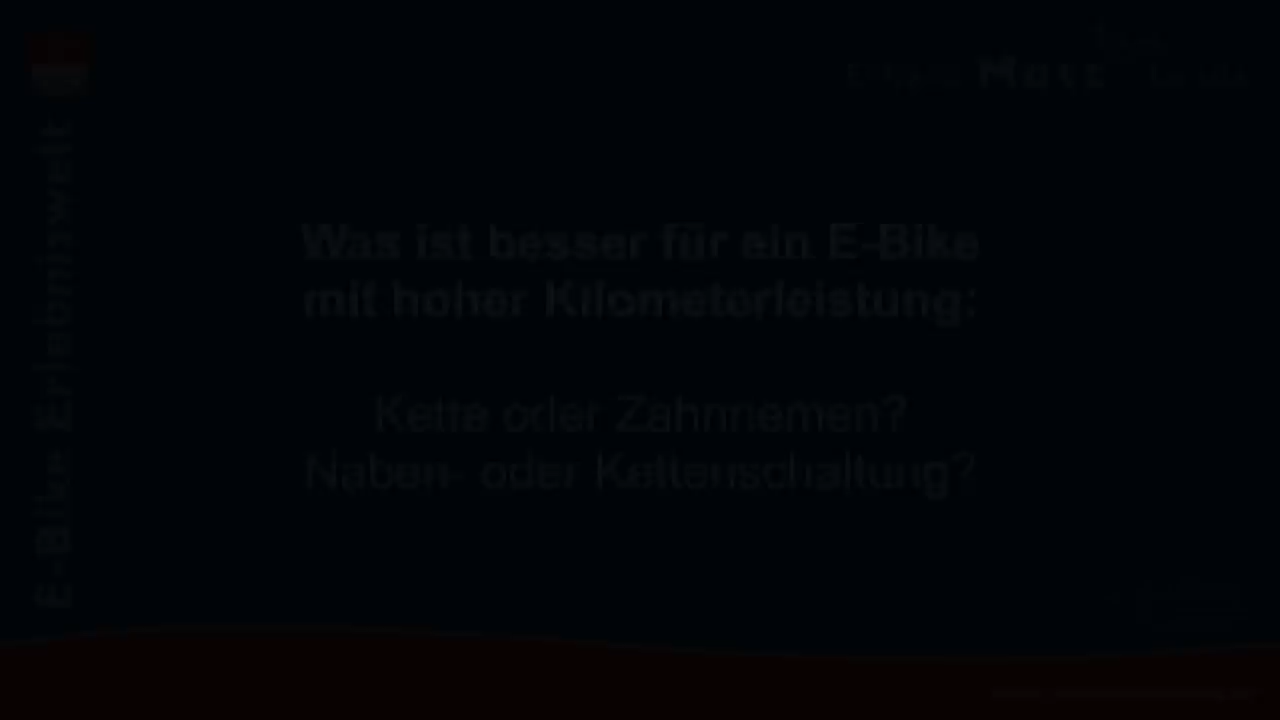 E-Bike Erlebniswelt
Was ist besser für ein E-Bike
mit hoher Kilometerleistung:
Kette oder Zahnriemen?
Naben- oder Kettenschaltung?